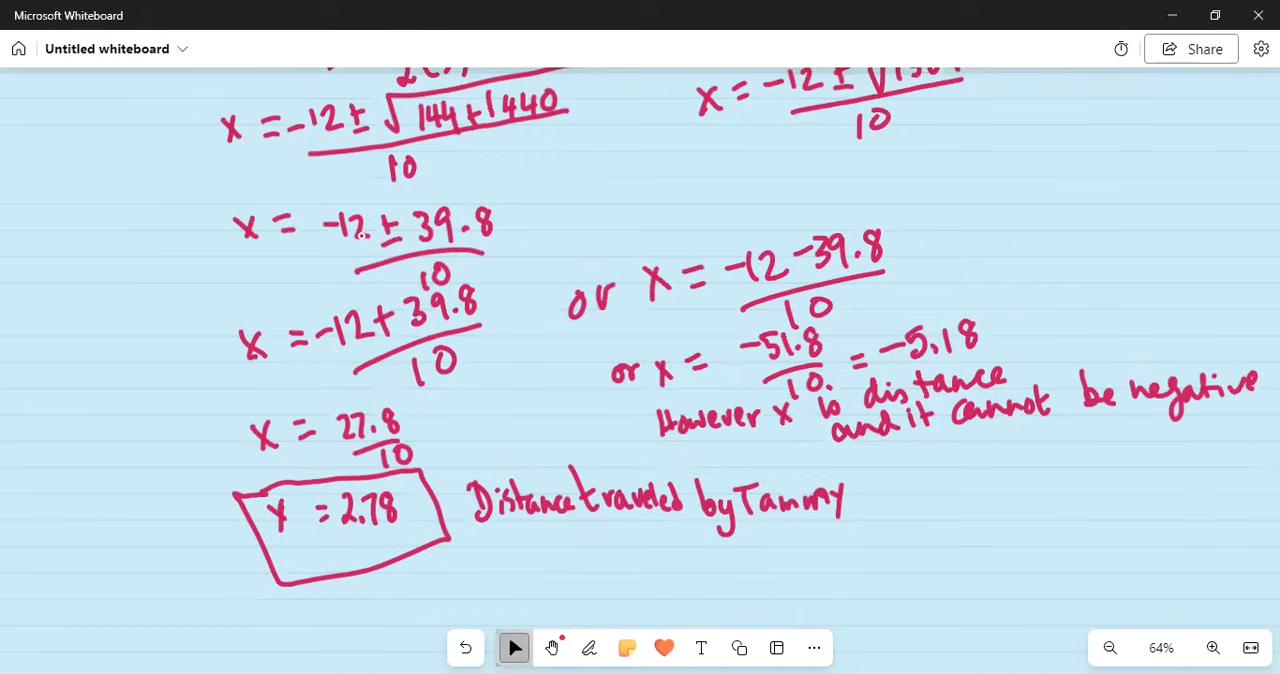 Microsoft Whiteboard
Untitled whiteboard
Share
x = -12 ± √144+1440
10
x = -12 ± √
10
x = -12 ± 39.8
10
x = -12 + 39.8
10
or x = -12 - 39.8
10
or x = -51.8 = -5.18
10.
However x is distance
and it cannot be negative
x = 27.8
10
x = 2.78
Distance traveled by Tammy
64%